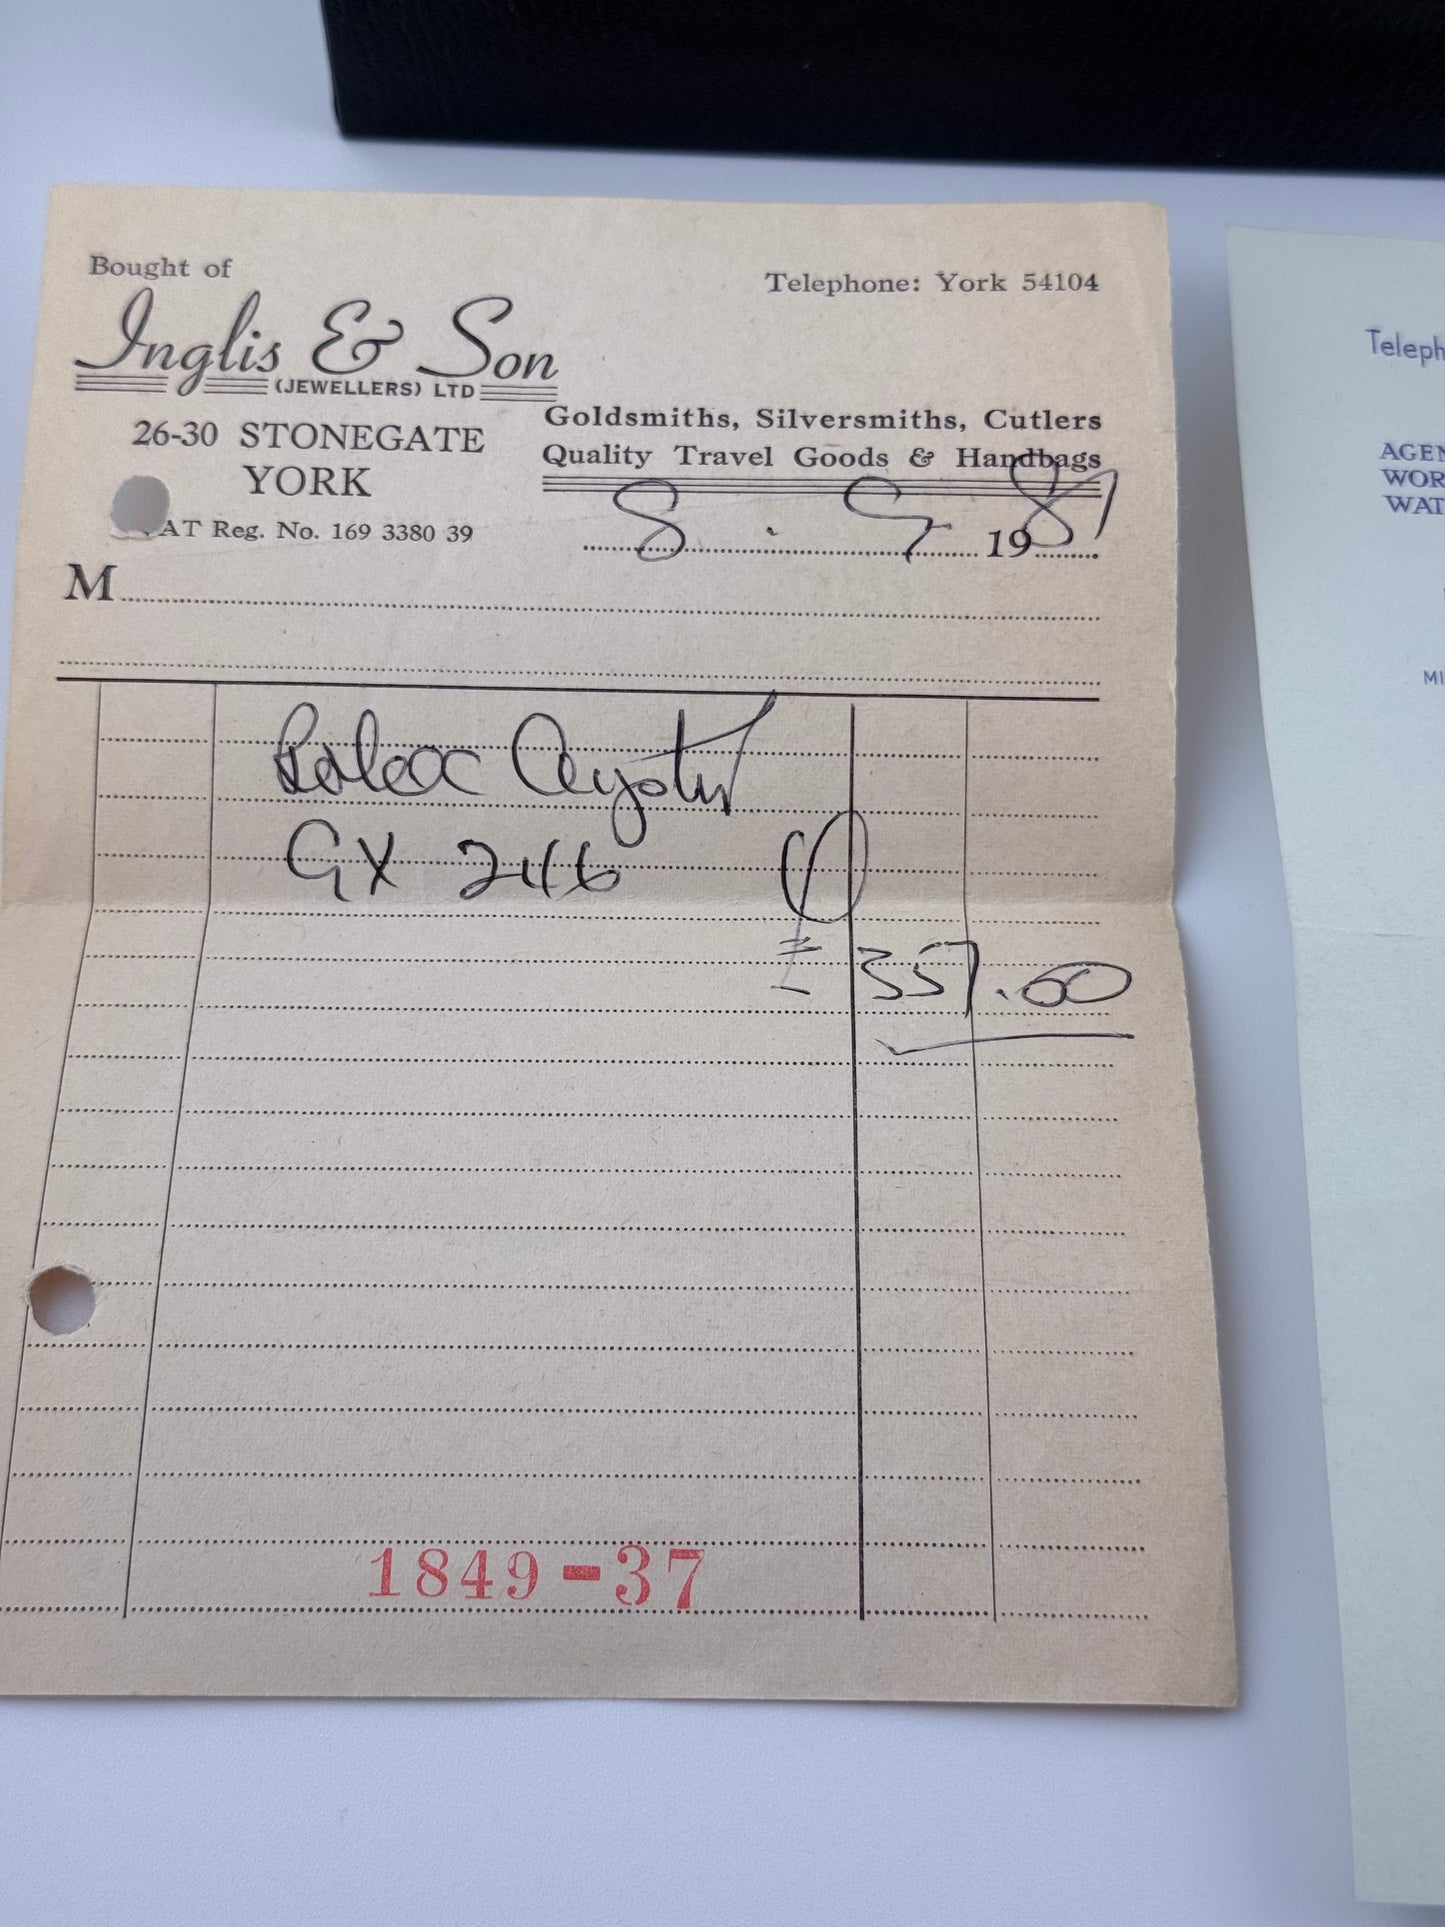 Bought of
Telephone: York 54104
Inglis & Son
(JEWELLERS) LTD
26-30 STONEGATE
YORK
Goldsmiths, Silversmiths, Cutlers
Quality Travel Goods & Handbags
AT Reg. No. 169 3380 39
8 . 5 1981
M
Rolex Oyster
GX 246
£ 357.00
1849-37
Teleph
AGEN
WOR
WAT
MI